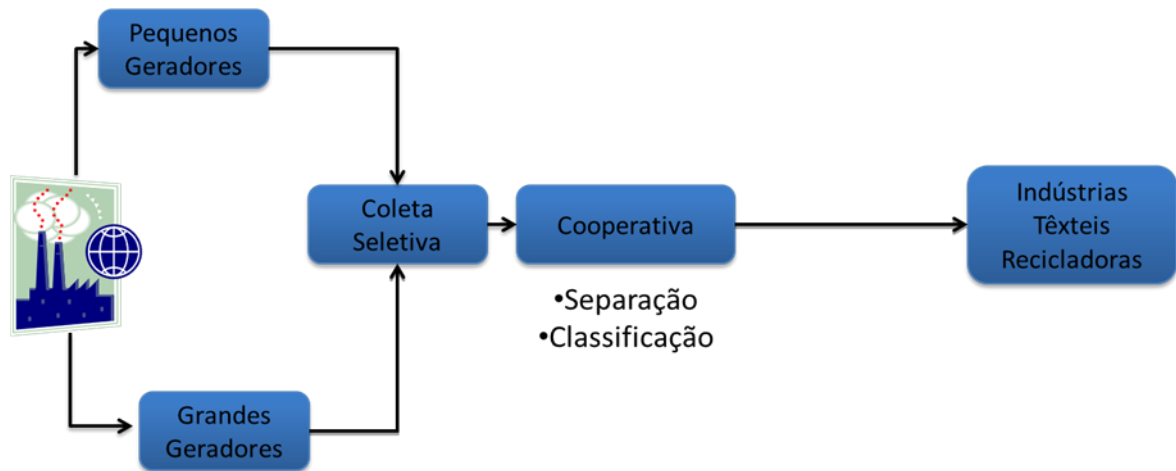 Pequenos
Geradores
Coleta
Seletiva
Cooperativa
•Separação
•Classificação
Indústrias
Têxteis
Recicladoras
Grandes
Geradores